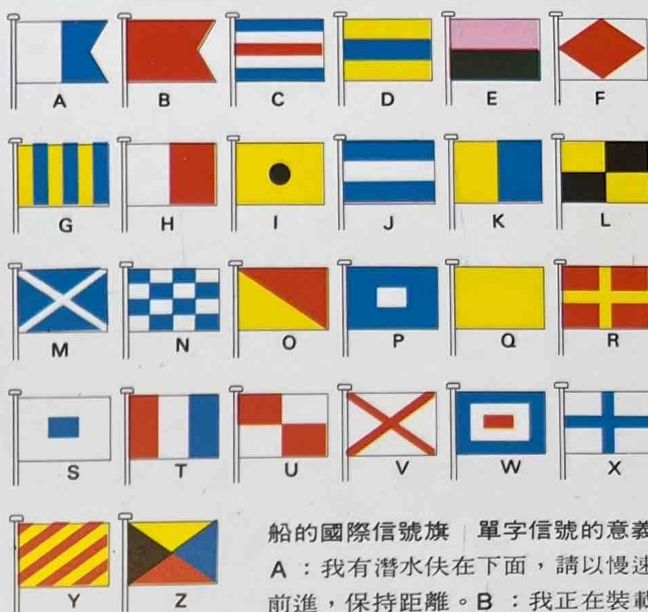 A B C D E F
G H I J K L
M N O P Q R
S T U V W X
Y Z
船的國際信號旗 單字信號的意義
A：我有潛水伕在下面，請以慢速
前進，保持距離。B：我正在裝載